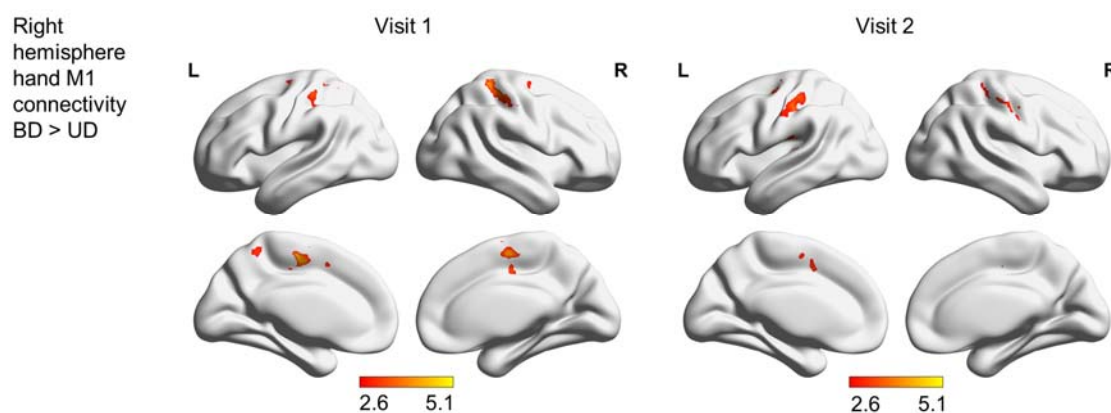 Right
hemisphere
hand M1
connectivity
BD > UD
Visit 1
L
R
2.6 5.1
Visit 2
L
R
2.6 5.1